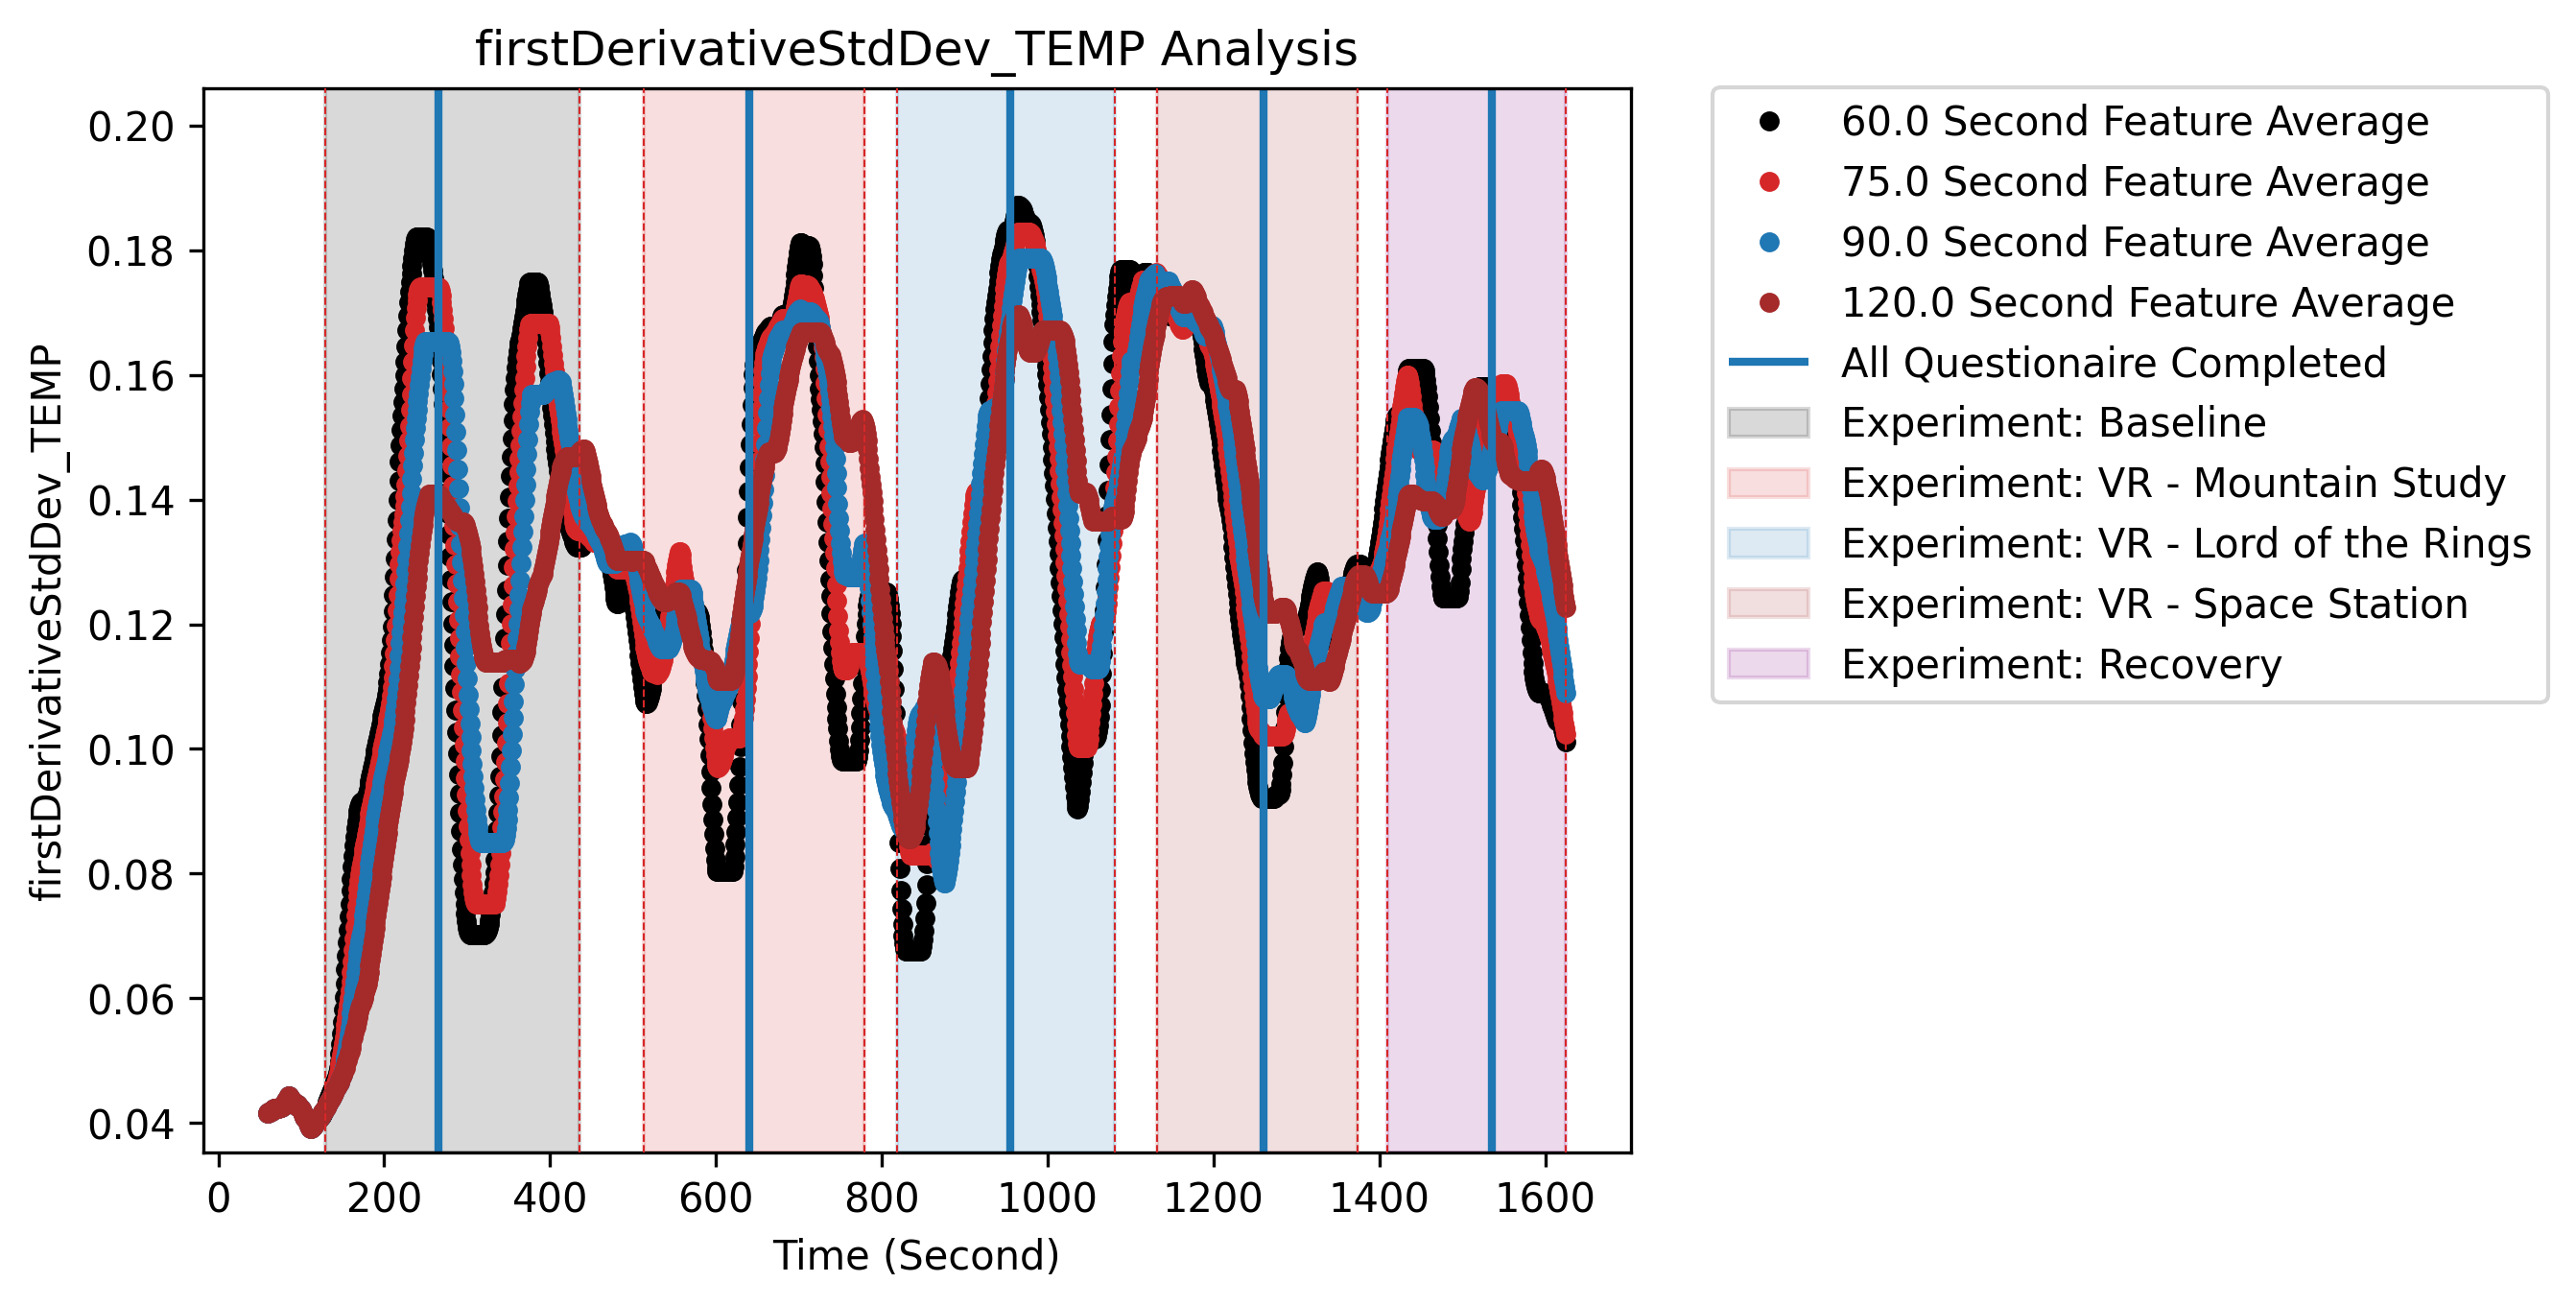 firstDerivativeStdDev_TEMP Analysis
firstDerivativeStdDev_TEMP
0.20
0.18
0.16
0.14
0.12
0.10
0.08
0.06
0.04
0
200
400
600
800
1000
1200
1400
1600
Time (Second)
60.0 Second Feature Average
75.0 Second Feature Average
90.0 Second Feature Average
120.0 Second Feature Average
All Questionaire Completed
Experiment: Baseline
Experiment: VR - Mountain Study
Experiment: VR - Lord of the Rings
Experiment: VR - Space Station
Experiment: Recovery